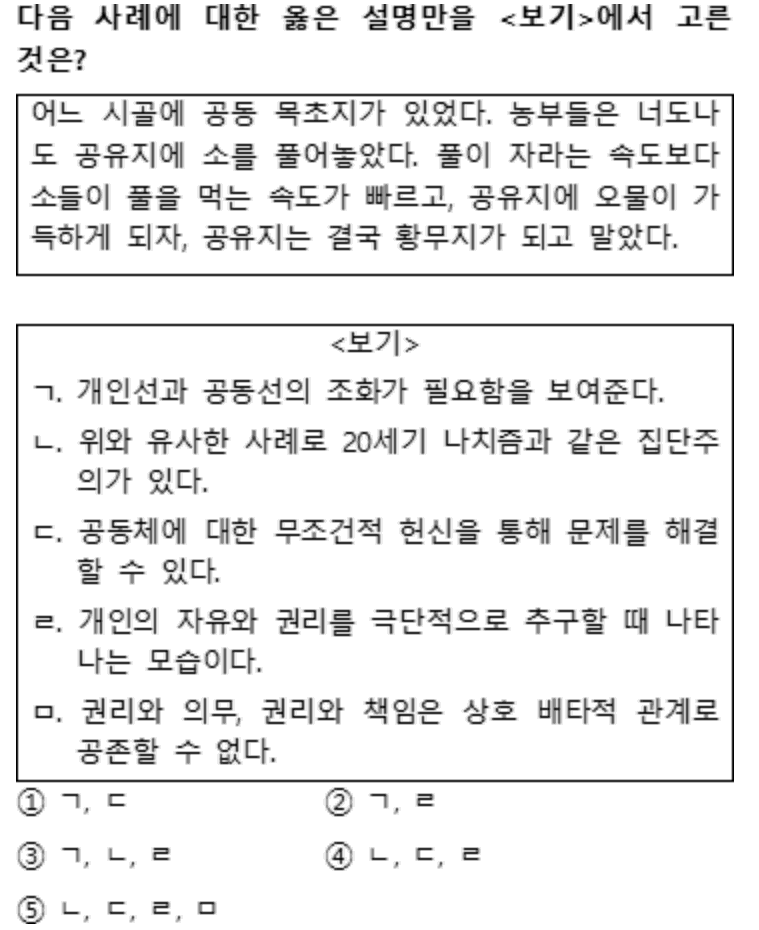 다음 사례에 대한 옳은 설명만을 <보기>에서 고른
것은?
어느 시골에 공동 목초지가 있었다. 농부들은 너도나
도 공유지에 소를 풀어놓았다. 풀이 자라는 속도보다
소들이 풀을 먹는 속도가 빠르고, 공유지에 오물이 가
득하게 되자, 공유지는 결국 황무지가 되고 말았다.
<보기>
ㄱ. 개인선과 공동선의 조화가 필요함을 보여준다.
ㄴ. 위와 유사한 사례로 20세기 나치즘과 같은 집단주
의가 있다.
ㄷ. 공동체에 대한 무조건적 헌신을 통해 문제를 해결
할 수 있다.
ㄹ. 개인의 자유와 권리를 극단적으로 추구할 때 나타
나는 모습이다.
ㅁ. 권리와 의무, 권리와 책임은 상호 배타적 관계로
공존할 수 없다.
① ㄱ, ㄷ ② ㄱ, ㄹ
③ ㄱ, ㄴ, ㄹ ④ ㄴ, ㄷ, ㄹ
⑤ ㄴ, ㄷ, ㄹ, ㅁ